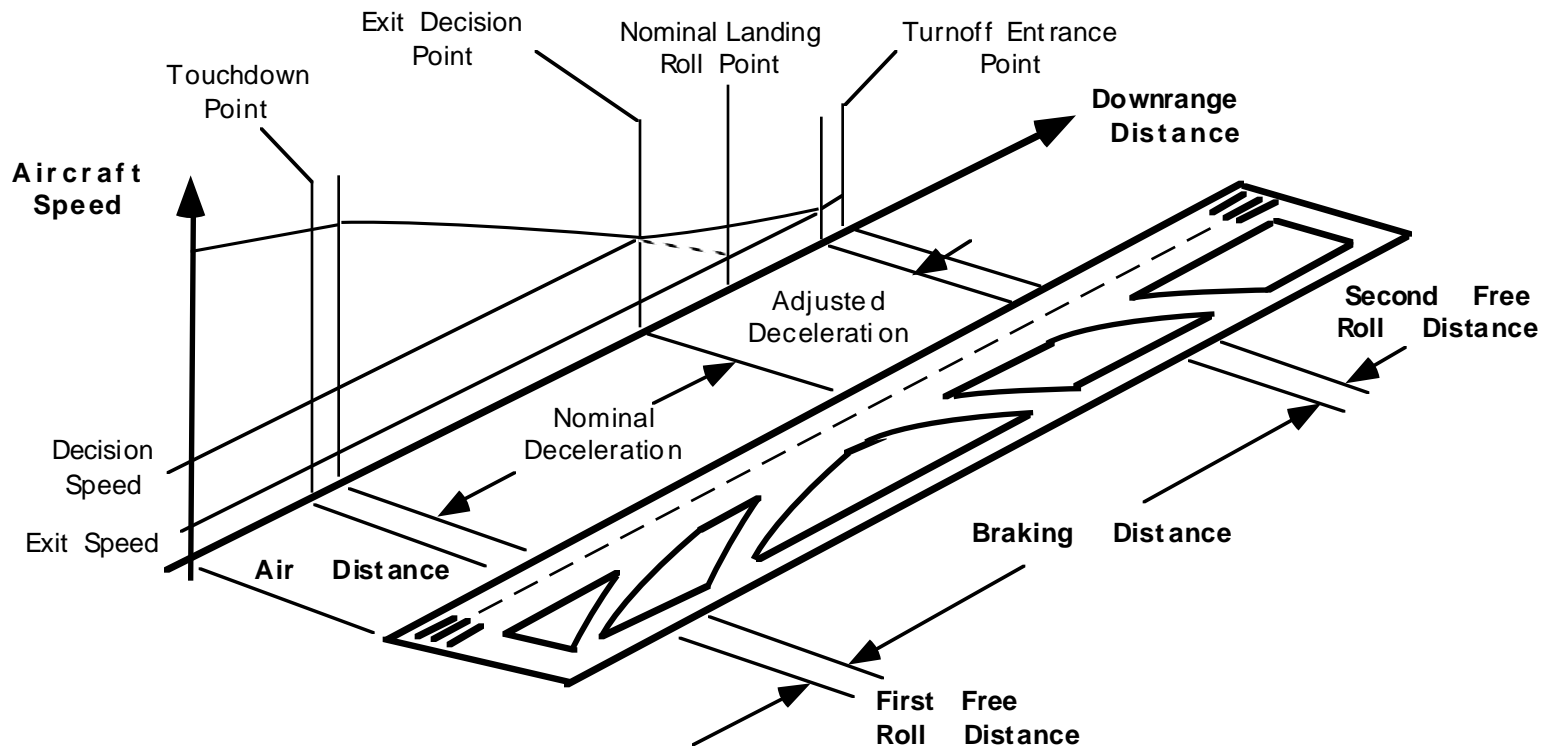 Exit Decision
Point
Nominal Landing
Roll Point
Turnoff Entrance
Point
Touchdown
Point
Downrange
Distance
Aircraft
Speed
Adjusted
Deceleration
Second Free
Roll Distance
Nominal
Deceleration
Decision
Speed
Exit Speed
Air Distance
Braking Distance
First Free
Roll Distance